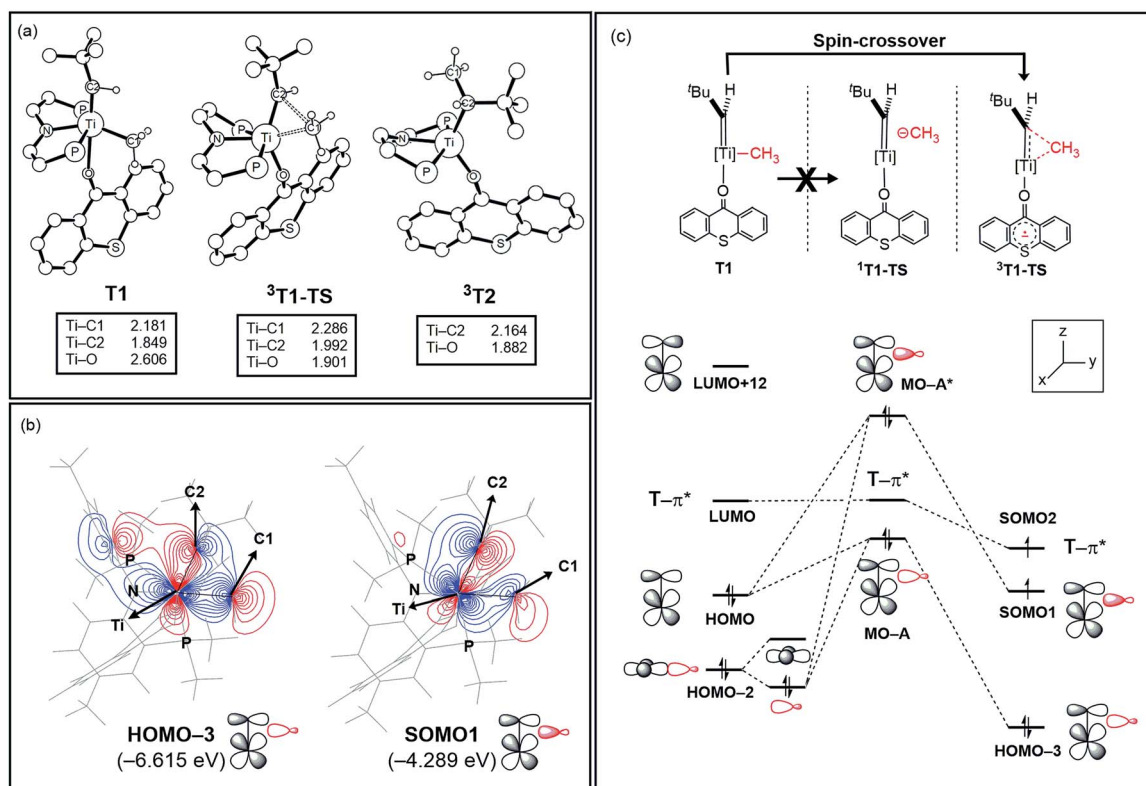 (a)
C2
P
N
Ti
P
C1
O
S
C2
P
N
Ti
P
C1
O
S
C1
C2
N
P
Ti
P
O
S
T1
Ti–C1 2.181
Ti–C2 1.849
Ti–O 2.606
³T1-TS
Ti–C1 2.286
Ti–C2 1.992
Ti–O 1.901
³T2
Ti–C2 2.164
Ti–O 1.882
(b)
C2
C1
P
N
Ti
P
HOMO–3
(–6.615 eV)
C2
C1
P
N
Ti
P
SOMO1
(–4.289 eV)
(c)
Spin-crossover
ᵗBu H
[Ti]–CH₃
O
S
T1
X
ᵗBu H
⊖CH₃
[Ti]
O
S
¹T1-TS
ᵗBu H
CH₃
[Ti]
O
S
³T1-TS
z
y
x
LUMO+12
MO–A*
T–π*
LUMO
T–π*
SOMO2
T–π*
HOMO
MO–A
SOMO1
HOMO–2
HOMO–3